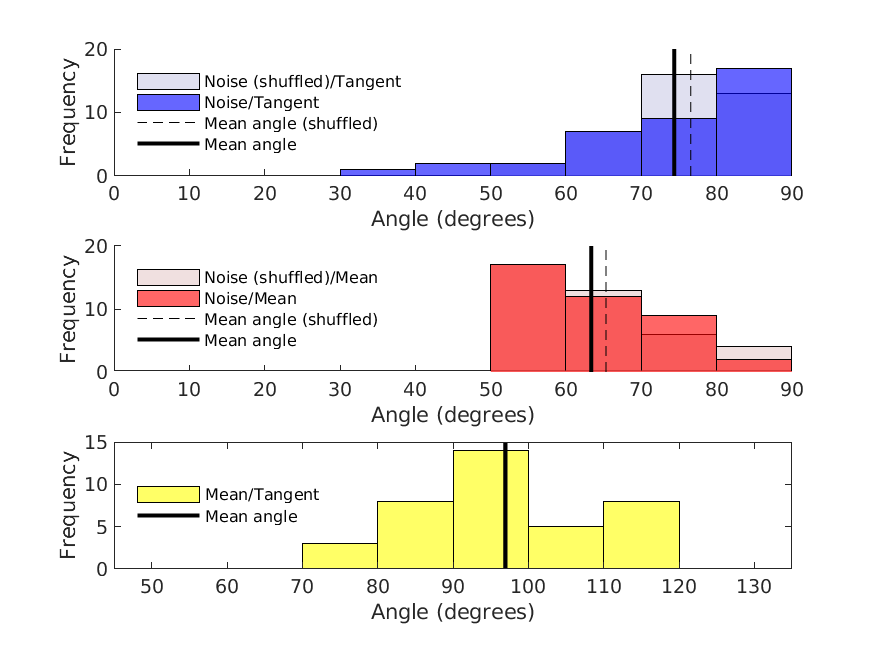 20
10
0
Frequency
Noise (shuffled)/Tangent
Noise/Tangent
Mean angle (shuffled)
Mean angle
0 10 20 30 40 50 60 70 80 90
Angle (degrees)
20
10
0
Frequency
Noise (shuffled)/Mean
Noise/Mean
Mean angle (shuffled)
Mean angle
0 10 20 30 40 50 60 70 80 90
Angle (degrees)
15
10
5
0
Frequency
Mean/Tangent
Mean angle
50 60 70 80 90 100 110 120 130
Angle (degrees)